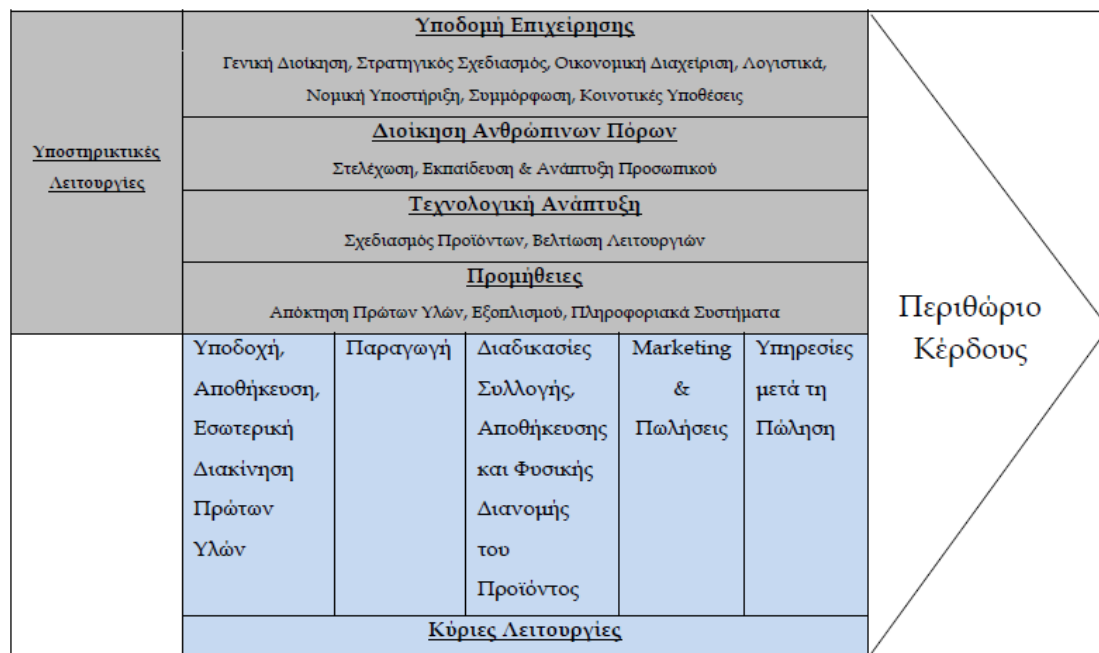 Υποδομή Επιχείρησης
Γενική Διοίκηση, Στρατηγικός Σχεδιασμός, Οικονομική Διαχείριση, Λογιστικά,
Νομική Υποστήριξη, Συμμόρφωση, Κοινοτικές Υποθέσεις
Υποστηρικτικές
Λειτουργίες
Διοίκηση Ανθρώπινων Πόρων
Στελέχωση, Εκπαίδευση & Ανάπτυξη Προσωπικού
Τεχνολογική Ανάπτυξη
Σχεδιασμός Προϊόντων, Βελτίωση Λειτουργιών
Προμήθειες
Απόκτηση Πρώτων Υλών, Εξοπλισμού, Πληροφοριακά Συστήματα
Υποδοχή,
Αποθήκευση,
Εσωτερική
Διακίνηση
Πρώτων
Υλών
Παραγωγή
Διαδικασίες
Συλλογής,
Αποθήκευσης
και Φυσικής
Διανομής
του
Προϊόντος
Marketing
&
Πωλήσεις
Υπηρεσίες
μετά τη
Πώληση
Κύριες Λειτουργίες
Περιθώριο
Κέρδους